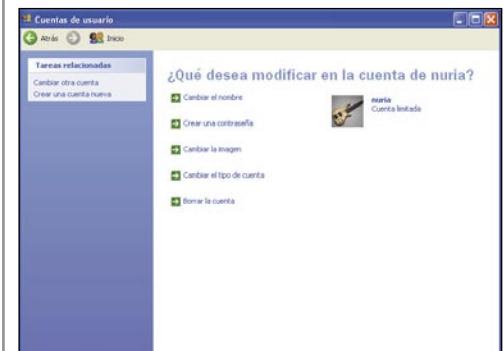 Cuentas de usuario
Atrás
Inicio
Tareas relacionadas
Cambiar otra cuenta
Crear una cuenta nueva
¿Qué desea modificar en la cuenta de nuria?
Cambiar el nombre
nuria
Cuenta limitada
Crear una contraseña
Cambiar la imagen
Cambiar el tipo de cuenta
Borrar la cuenta